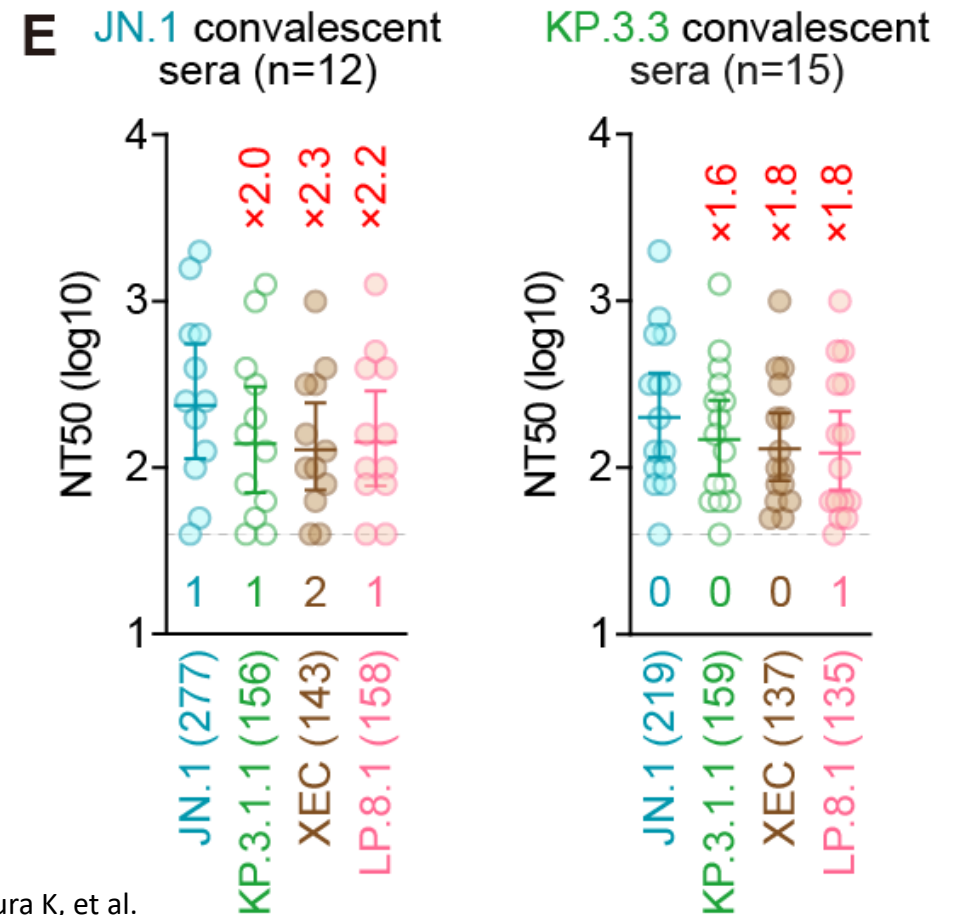 E
JN.1 convalescent
sera (n=12)
NT50 (log10)
4
3
2
1
×2.0
×2.3
×2.2
1
1
2
1
JN.1 (277)
KP.3.1.1 (156)
XEC (143)
LP.8.1 (158)
KP.3.3 convalescent
sera (n=15)
NT50 (log10)
4
3
2
1
×1.6
×1.8
×1.8
0
0
0
1
JN.1 (219)
KP.3.1.1 (159)
XEC (137)
LP.8.1 (135)
K, et al.